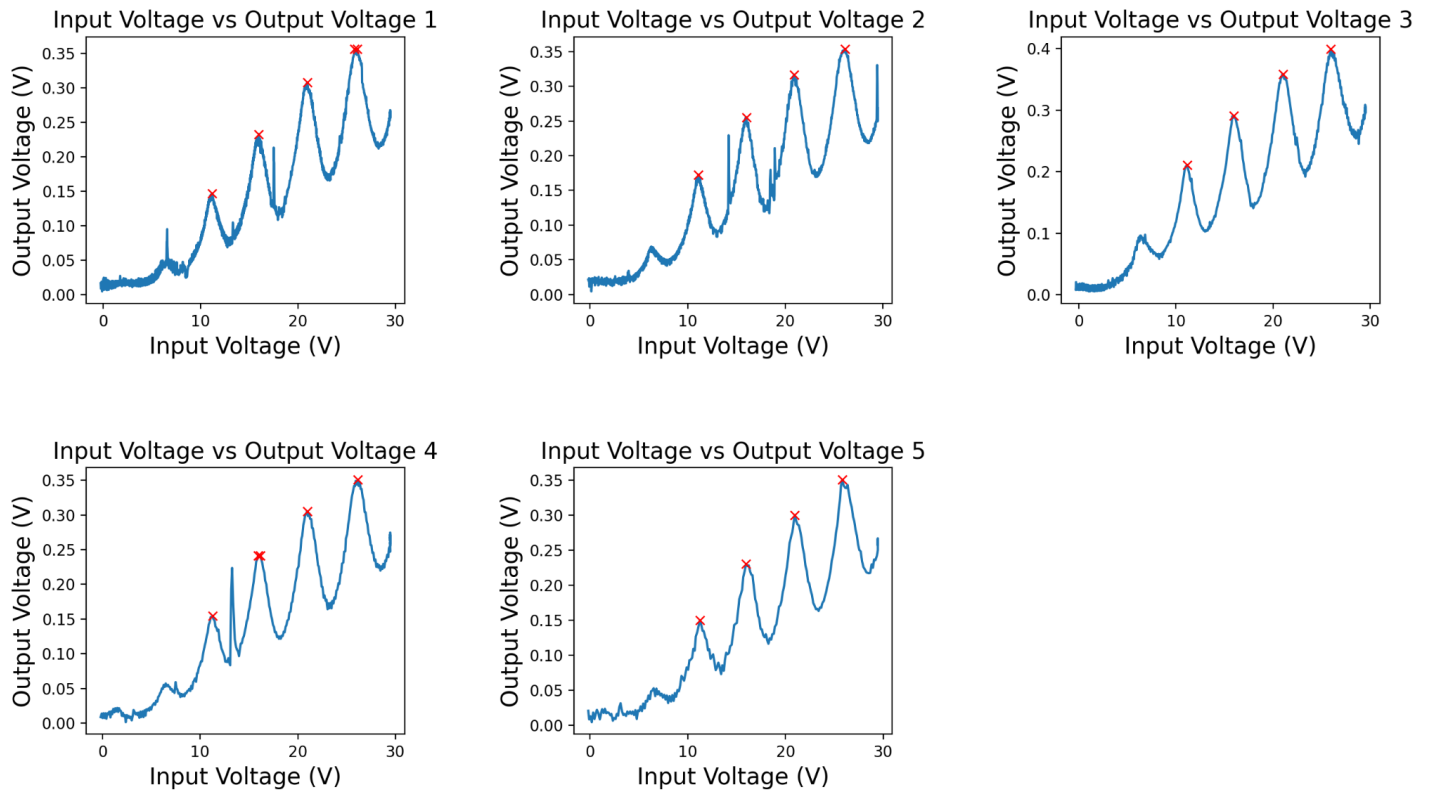 Input Voltage vs Output Voltage 1
Output Voltage (V)
0.35
0.30
0.25
0.20
0.15
0.10
0.05
0.00
0 10 20 30
Input Voltage (V)
Input Voltage vs Output Voltage 2
Output Voltage (V)
0.35
0.30
0.25
0.20
0.15
0.10
0.05
0.00
0 10 20 30
Input Voltage (V)
Input Voltage vs Output Voltage 3
Output Voltage (V)
0.4
0.3
0.2
0.1
0.0
0 10 20 30
Input Voltage (V)
Input Voltage vs Output Voltage 4
Output Voltage (V)
0.35
0.30
0.25
0.20
0.15
0.10
0.05
0.00
0 10 20 30
Input Voltage (V)
Input Voltage vs Output Voltage 5
Output Voltage (V)
0.35
0.30
0.25
0.20
0.15
0.10
0.05
0.00
0 10 20 30
Input Voltage (V)